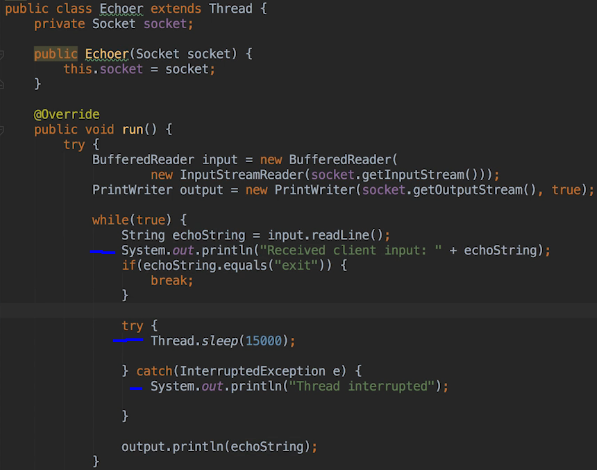 public class Echoer extends Thread {
    private Socket socket;
    public Echoer(Socket socket) {
        this.socket = socket;
    }
    @Override
    public void run() {
        try {
            BufferedReader input = new BufferedReader(
                    new InputStreamReader(socket.getInputStream()));
            PrintWriter output = new PrintWriter(socket.getOutputStream(), true);
            while(true) {
                String echoString = input.readLine();
                System.out.println("Received client input: " + echoString);
                if(echoString.equals("exit")) {
                    break;
                }
                try {
                    Thread.sleep(15000);
                } catch(InterruptedException e) {
                    System.out.println("Thread interrupted");
                }
                output.println(echoString);
            }